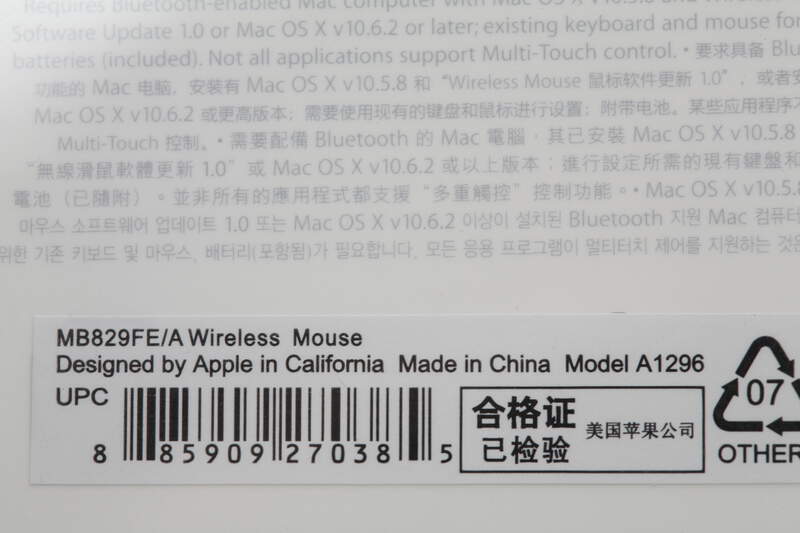 Requires Bluetooth-enabled Mac computer with Mac OS X v10.5.8 and Wireless
Software Update 1.0 or Mac OS X v10.6.2 or later; existing keyboard and mouse for
batteries (included). Not all applications support Multi-Touch control. • 要求具备 Blu
功能的 Mac 电脑，安装有 Mac OS X v10.5.8 和 “Wireless Mouse 鼠标软件更新 1.0”，或者安
Mac OS X v10.6.2 或更高版本；需要使用现有的键盘和鼠标进行设置；附带电池。某些应用程序不
Multi-Touch 控制。• 需要配備 Bluetooth 的 Mac 電腦，其已安裝 Mac OS X v10.5.8
“無線滑鼠軟體更新 1.0” 或 Mac OS X v10.6.2 或以上版本；進行設定所需的現有鍵盤和
電池（已隨附）。並非所有的應用程式都支援 “多重觸控” 控制功能。• Mac OS X v10.5.8
마우스 소프트웨어 업데이트 1.0 또는 Mac OS X v10.6.2 이상이 설치된 Bluetooth 지원 Mac 컴퓨터
위한 기존 키보드 및 마우스, 배터리(포함됨)가 필요합니다. 모든 응용 프로그램이 멀티터치 제어를 지원하는 것은
MB829FE/A Wireless Mouse
Designed by Apple in California Made in China Model A1296
UPC
8 85909 27038 5
合格证
已检验
美国苹果公司
07
OTHER